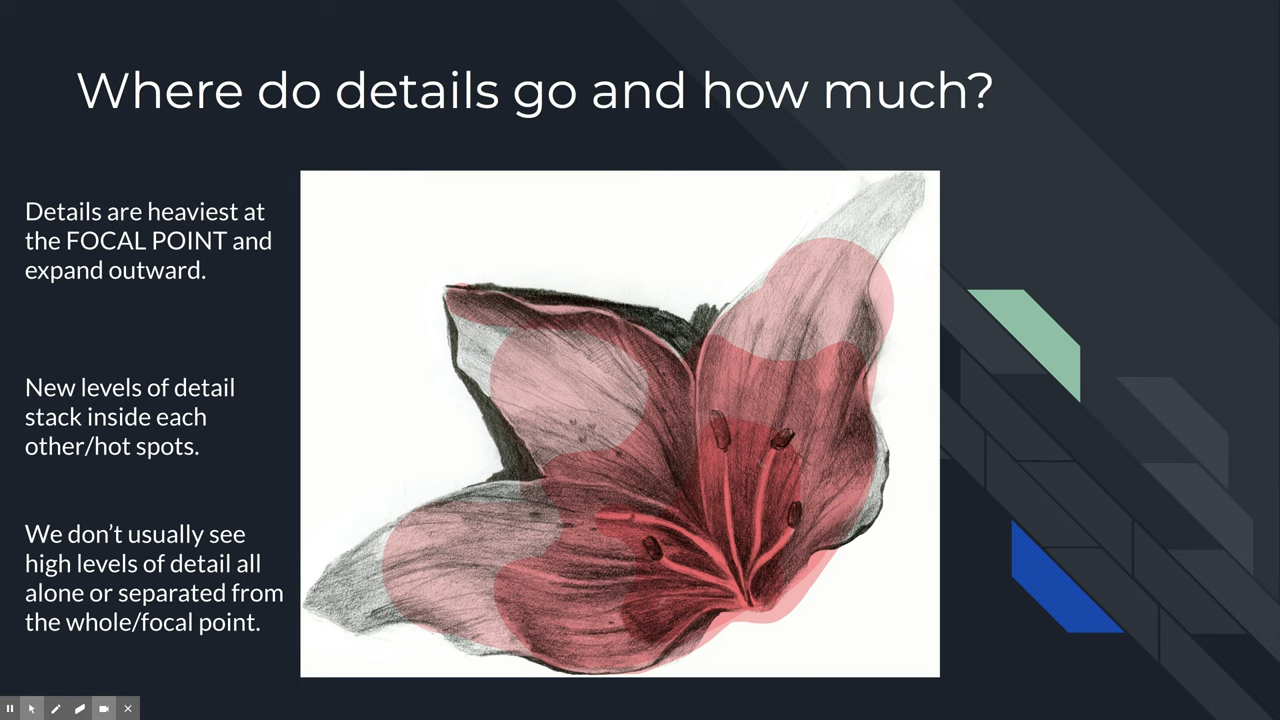 Where do details go and how much?
Details are heaviest at
the FOCAL POINT and
expand outward.
New levels of detail
stack inside each
other/hot spots.
We don’t usually see
high levels of detail all
alone or separated from
the whole/focal point.